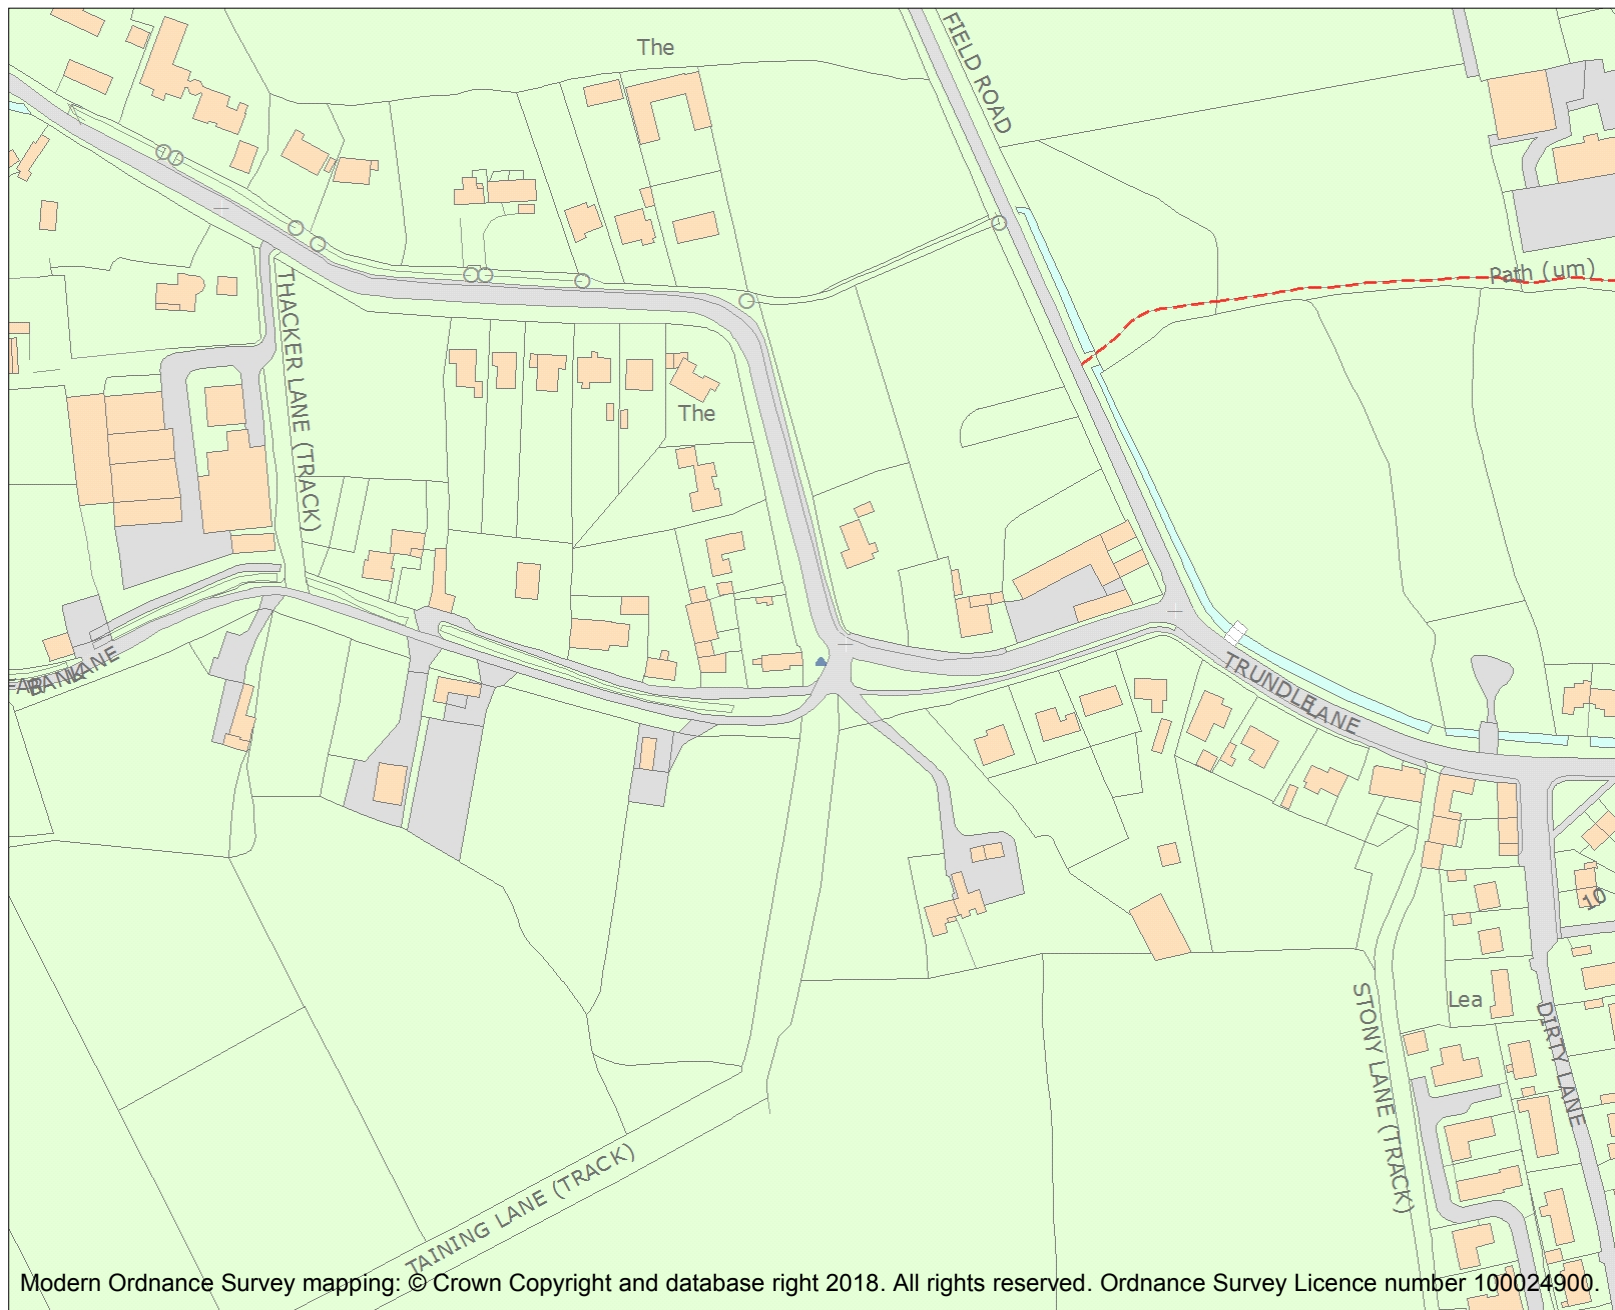 The
FIELD ROAD
Path (um)
THACKER LANE (TRACK)
The
BANK LANE
TRUNDLE LANE
10
STONY LANE (TRACK)
Lea
DIRTY LANE
TAINING LANE (TRACK)
Modern Ordnance Survey mapping: © Crown Copyright and database right 2018. All rights reserved. Ordnance Survey Licence number 100024900.